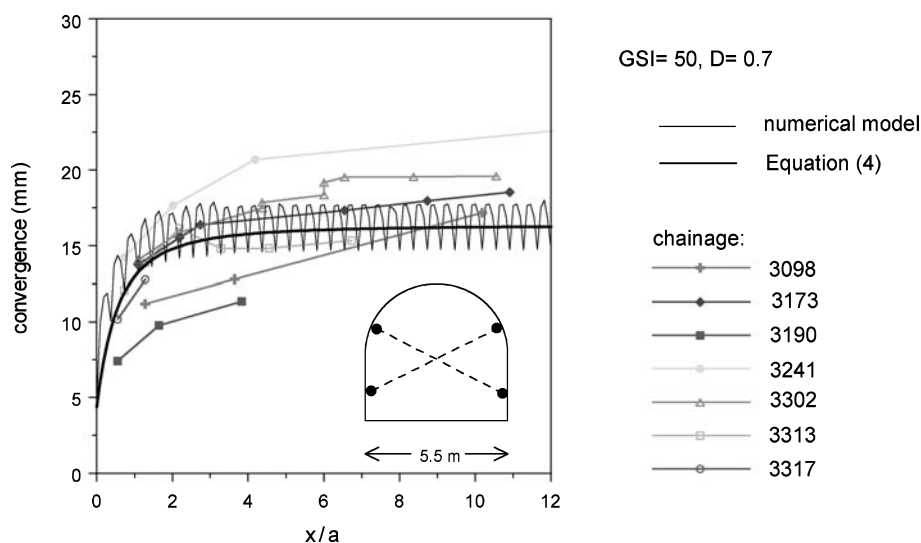 30
25
20
15
10
5
0
convergence (mm)
0 2 4 6 8 10 12
x/a
5.5 m
GSI= 50, D= 0.7
numerical model
Equation (4)
chainage:
3098
3173
3190
3241
3302
3313
3317